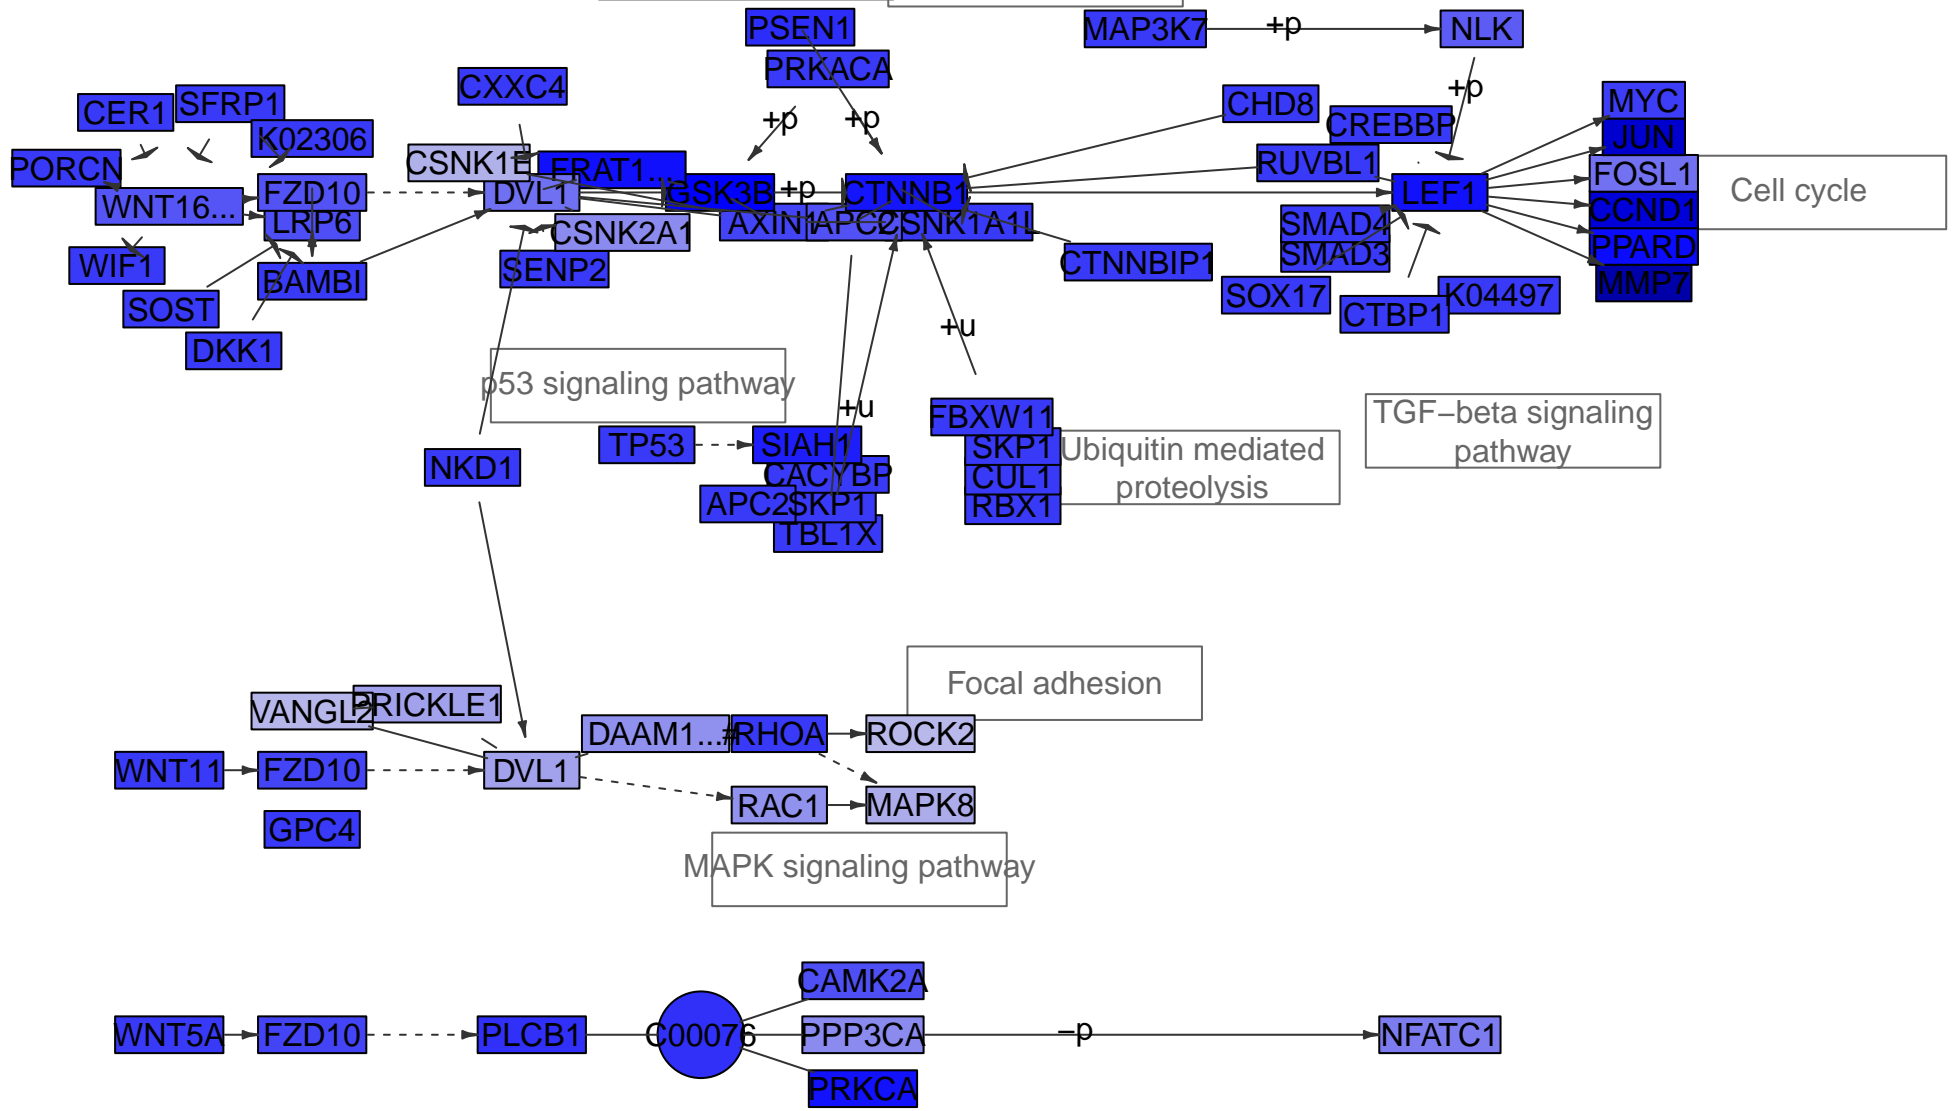 PSEN1
MAP3K7
+p
NLK
PRKACA
CXXC4
+p
CER1
SFRP1
CHD8
MYC
+p
+p
CREBBP
JUN
K02306
PORCN
CSNK1E
FRAT1...
RUVBL1
FOSL1
WNT16...
FZD10
DVL1
GSK3B
+p
CTNNB1
LEF1
Cell cycle
LRP6
CSNK2A1
AXIN1
APC2
CSNK1A1L
SMAD4
CCND1
WIF1
BAMBI
SENP2
CTNNBIP1
SMAD3
PPARD
SOST
SOX17
K04497
MMP7
CTBP1
DKK1
+u
p53 signaling pathway
+u
FBXW11
TGF−beta signaling
pathway
TP53
SIAH1
SKP1
Ubiquitin mediated
proteolysis
NKD1
CACYBP
CUL1
APC2
SKP1
RBX1
TBL1X
Focal adhesion
VANGL2
PRICKLE1
DAAM1...#
RHOA
ROCK2
WNT11
FZD10
DVL1
RAC1
MAPK8
GPC4
MAPK signaling pathway
CAMK2A
WNT5A
FZD10
PLCB1
C00076
PPP3CA
−p
NFATC1
PRKCA